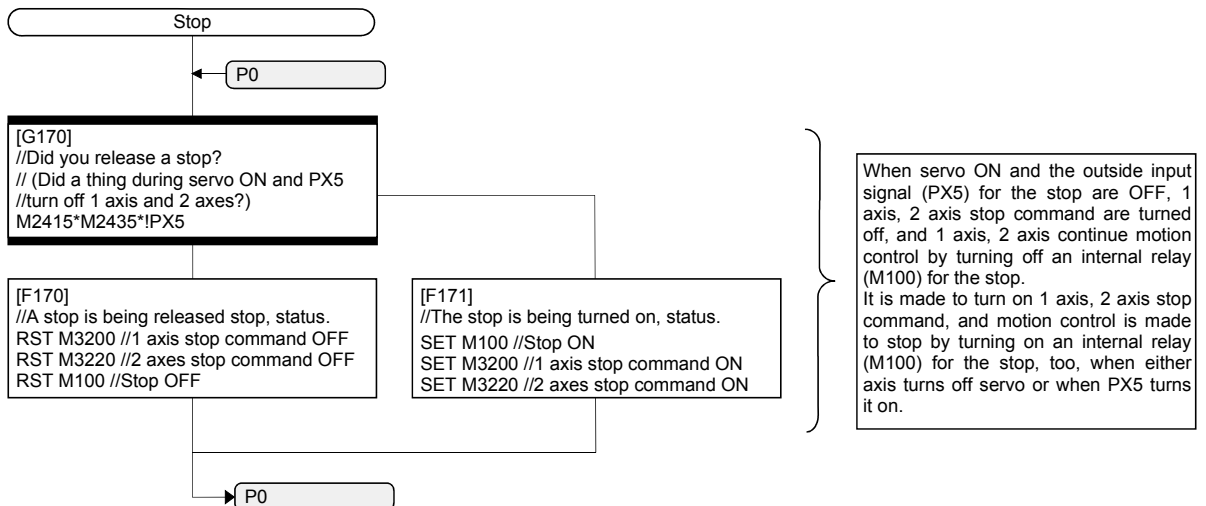 Stop
P0
[G170]
//Did you release a stop?
// (Did a thing during servo ON and PX5
//turn off 1 axis and 2 axes?)
M2415*M2435*!PX5
[F170]
//A stop is being released stop, status.
RST M3200 //1 axis stop command OFF
RST M3220 //2 axes stop command OFF
RST M100 //Stop OFF
[F171]
//The stop is being turned on, status.
SET M100 //Stop ON
SET M3200 //1 axis stop command ON
SET M3220 //2 axes stop command ON
When servo ON and the outside input
signal (PX5) for the stop are OFF, 1
axis, 2 axis stop command are turned
off, and 1 axis, 2 axis continue motion
control by turning off an internal relay
(M100) for the stop.
It is made to turn on 1 axis, 2 axis stop
command, and motion control is made
to stop by turning on an internal relay
(M100) for the stop, too, when either
axis turns off servo or when PX5 turns
it on.
P0